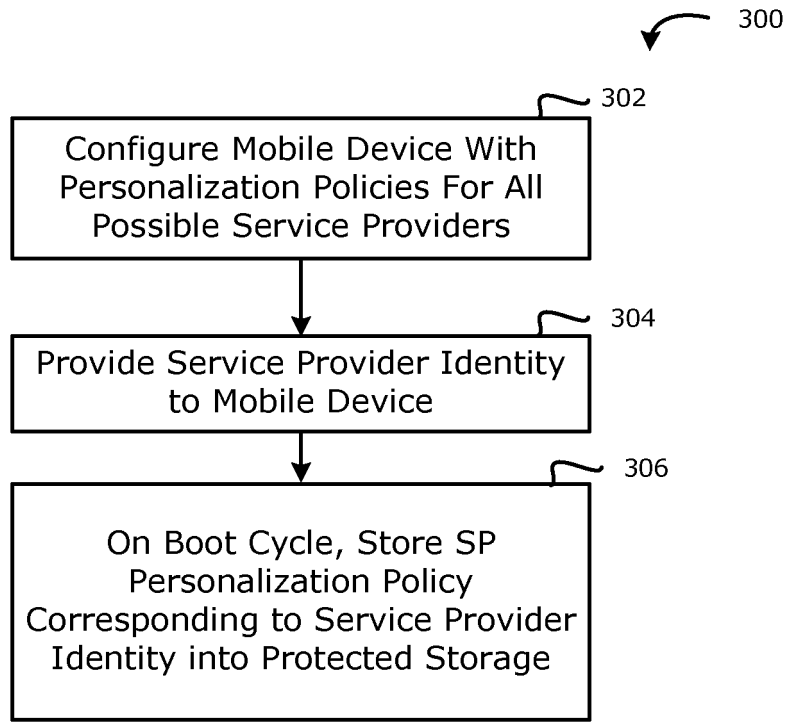 300
302
Configure Mobile Device With
Personalization Policies For All
Possible Service Providers
304
Provide Service Provider Identity
to Mobile Device
306
On Boot Cycle, Store SP
Personalization Policy
Corresponding to Service Provider
Identity into Protected Storage